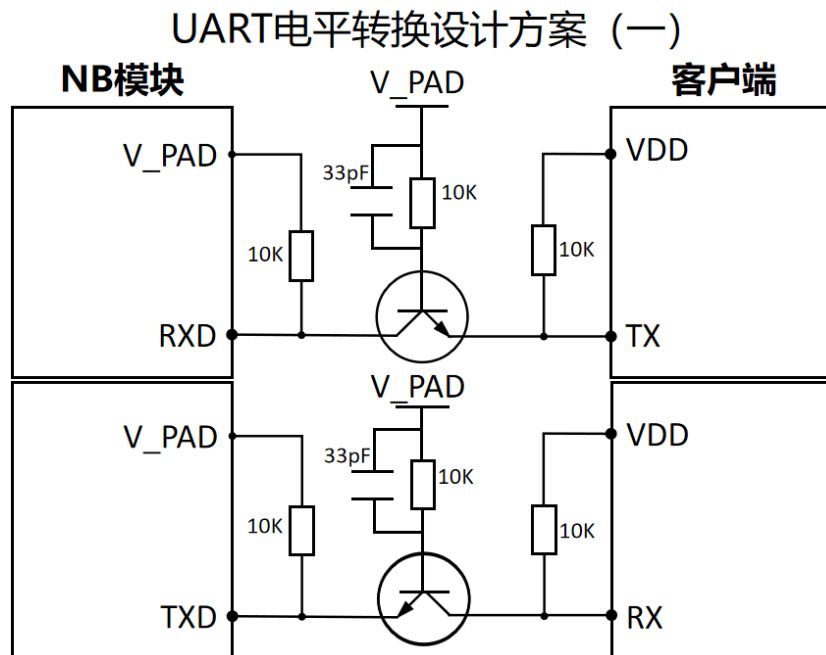 UART电平转换设计方案（一）
NB模块
V_PAD
客户端
V_PAD
33pF
10K
VDD
10K
10K
RXD
TX
V_PAD
V_PAD
33pF
10K
VDD
10K
10K
TXD
RX